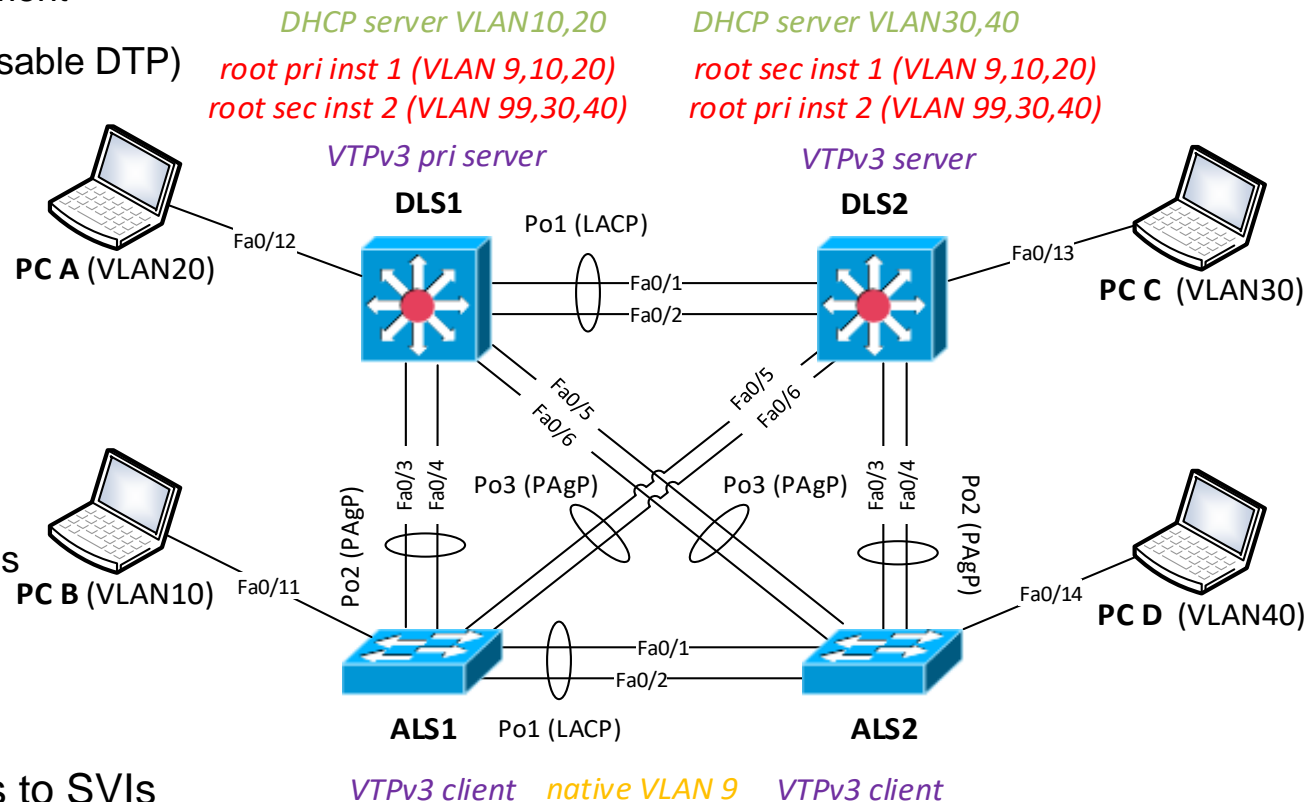 nent
DHCP server VLAN10,20
DHCP server VLAN30,40
sable DTP)
root pri inst 1 (VLAN 9,10,20)
root sec inst 1 (VLAN 9,10,20)
root sec inst 2 (VLAN 99,30,40)
root pri inst 2 (VLAN 99,30,40)
VTPv3 pri server
VTPv3 server
DLS1
DLS2
Po1 (LACP)
Fa0/12
Fa0/13
PC A (VLAN20)
PC C (VLAN30)
Fa0/1
Fa0/2
Fa0/5
Fa0/6
Fa0/5
Fa0/6
Fa0/3
Fa0/4
Po3 (PAgP)
Po3 (PAgP)
Fa0/3
Fa0/4
Po2 (PAgP)
Po2 (PAgP)
s
PC B (VLAN10)
Fa0/11
Fa0/14
PC D (VLAN40)
Fa0/1
Fa0/2
ALS1
Po1 (LACP)
ALS2
s to SVIs
VTPv3 client
native VLAN 9
VTPv3 client